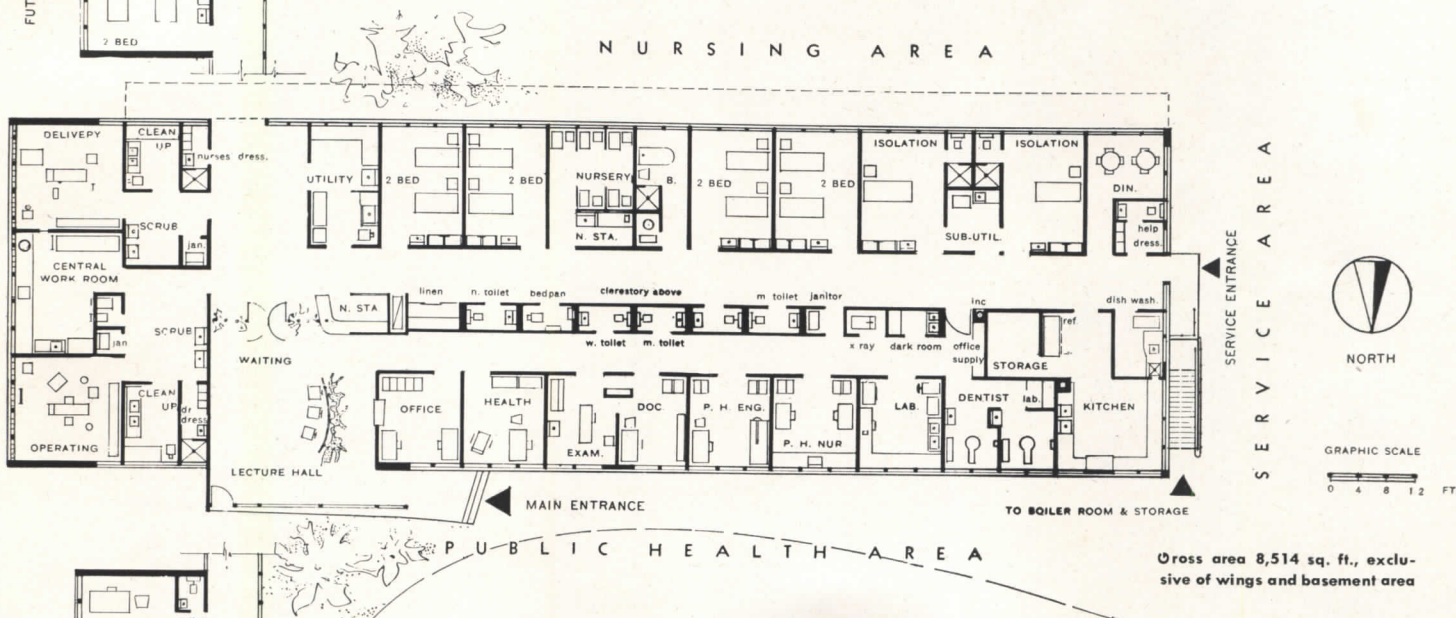 FUT
2 BED
NURSING AREA
DELIVERY
CLEAN
UP
nurses dress.
UTILITY
2 BED
2 BED
NURSERY
B.
2 BED
2 BED
ISOLATION
ISOLATION
DIN.
SCRUB
jan.
N. STA.
SUB-UTIL.
help
dress.
CENTRAL
WORK ROOM
jan
SCRUB
WAITING
N. STA
linen
n. toilet
bedpan
clerestory above
m toilet
janitor
inc
dish wash.
w. toilet
m. toilet
x ray
dark room
office
supply
STORAGE
ref
OPERATING
CLEAN
UP
dr
dress
OFFICE
HEALTH
EXAM.
DOC
P. H. ENG.
P. H. NUR
LAB.
DENTIST
lab.
KITCHEN
LECTURE HALL
MAIN ENTRANCE
TO BOILER ROOM & STORAGE
PUBLIC HEALTH AREA
SERVICE ENTRANCE
SERVICE AREA
NORTH
GRAPHIC SCALE
0 4 8 12 FT
Gross area 8,514 sq. ft., exclu-
sive of wings and basement area